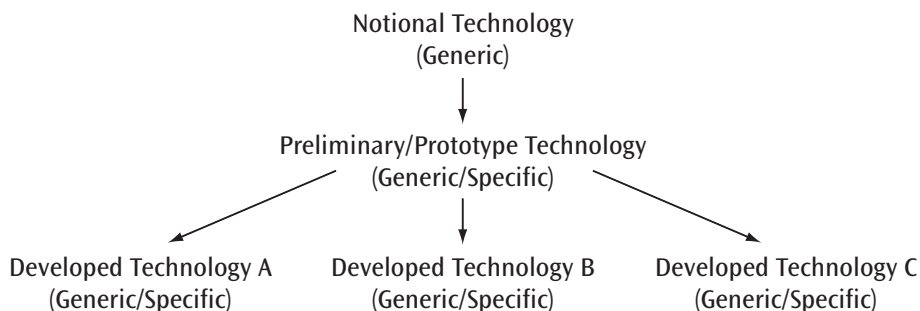 Notional Technology
(Generic)
Preliminary/Prototype Technology
(Generic/Specific)
Developed Technology A
(Generic/Specific)
Developed Technology B
(Generic/Specific)
Developed Technology C
(Generic/Specific)